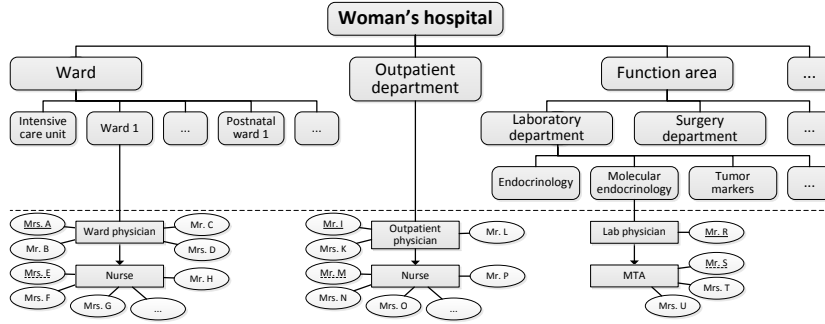 Woman's hospital
Ward
Outpatient
department
Function area
...
Intensive
care unit
Ward 1
...
Postnatal
ward 1
...
Laboratory
department
Surgery
department
...
Endocrinology
Molecular
endocrinology
Tumor
markers
...
Mrs. A
Ward physician
Mr. C
Mr. B
Mrs. D
Mrs. E
Nurse
Mr. H
Mrs. F
Mrs. G
...
Mr. I
Outpatient
physician
Mr. L
Mrs. K
Mr. M
Nurse
Mr. P
Mrs. N
Mrs. O
...
Lab physician
Mr. R
MTA
Mr. S
Mrs. T
Mrs. U